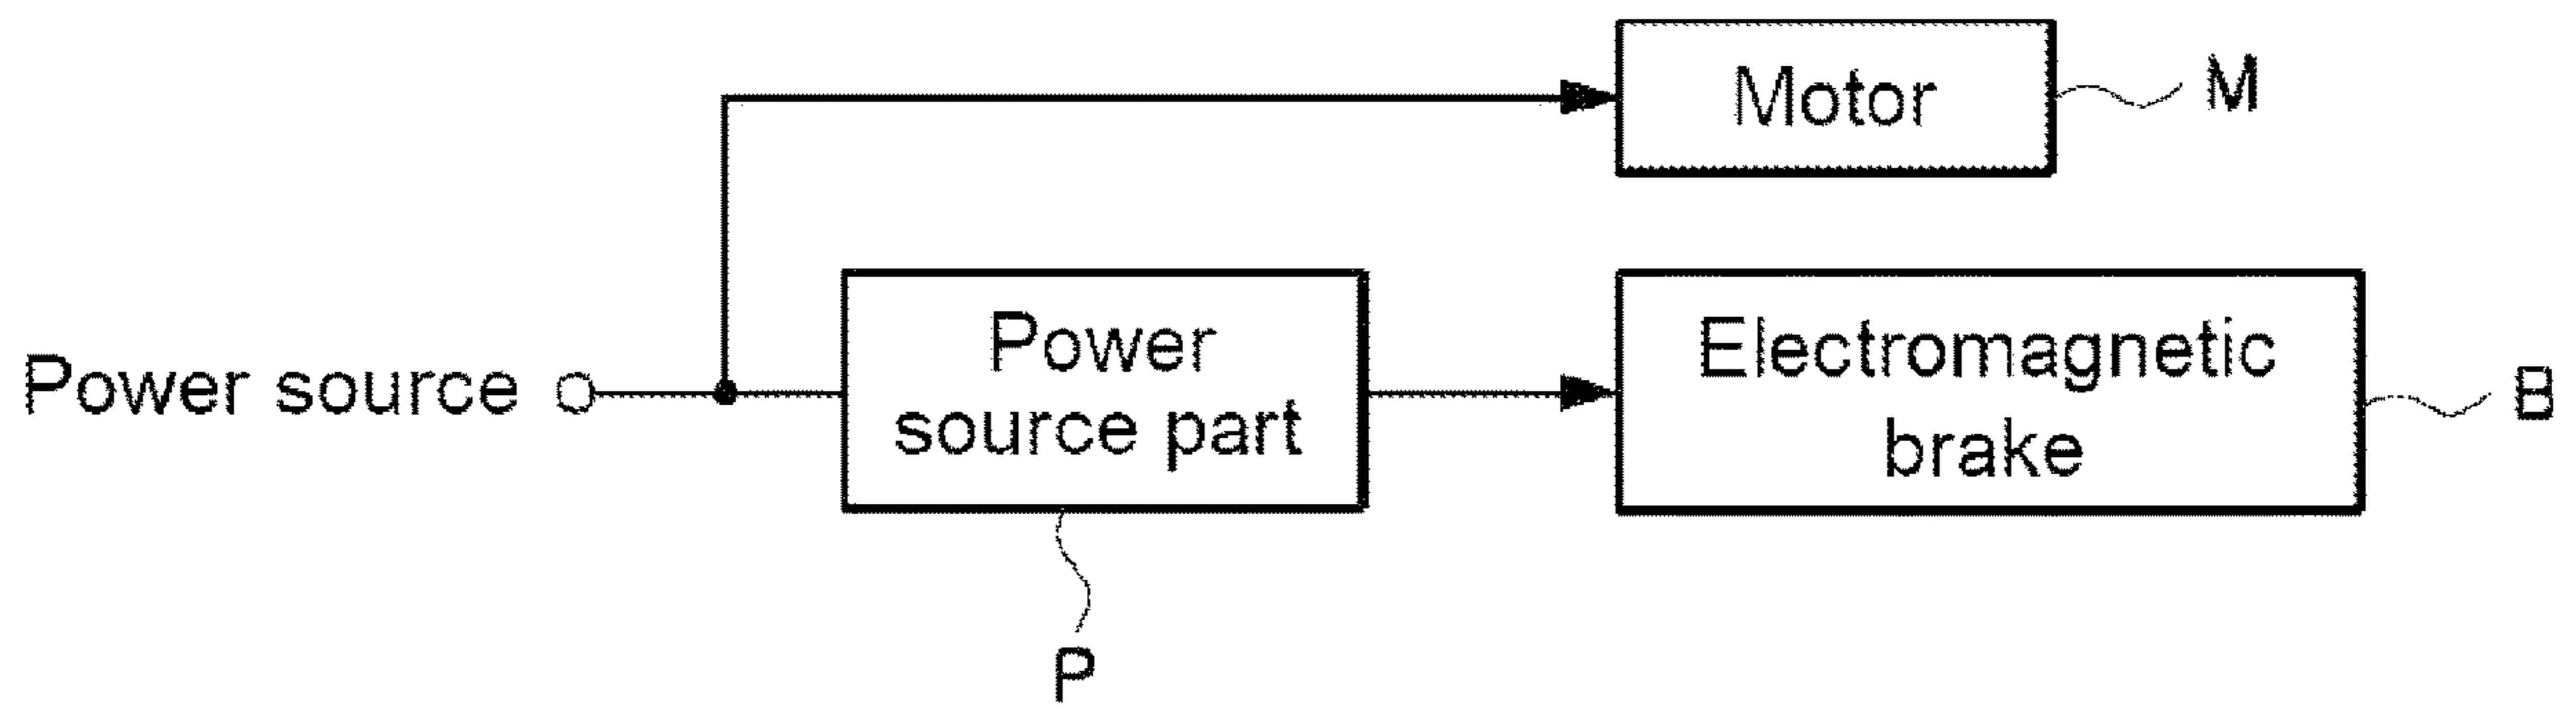 Motor
M
Power source
Power
source part
Electromagnetic
brake
B
P